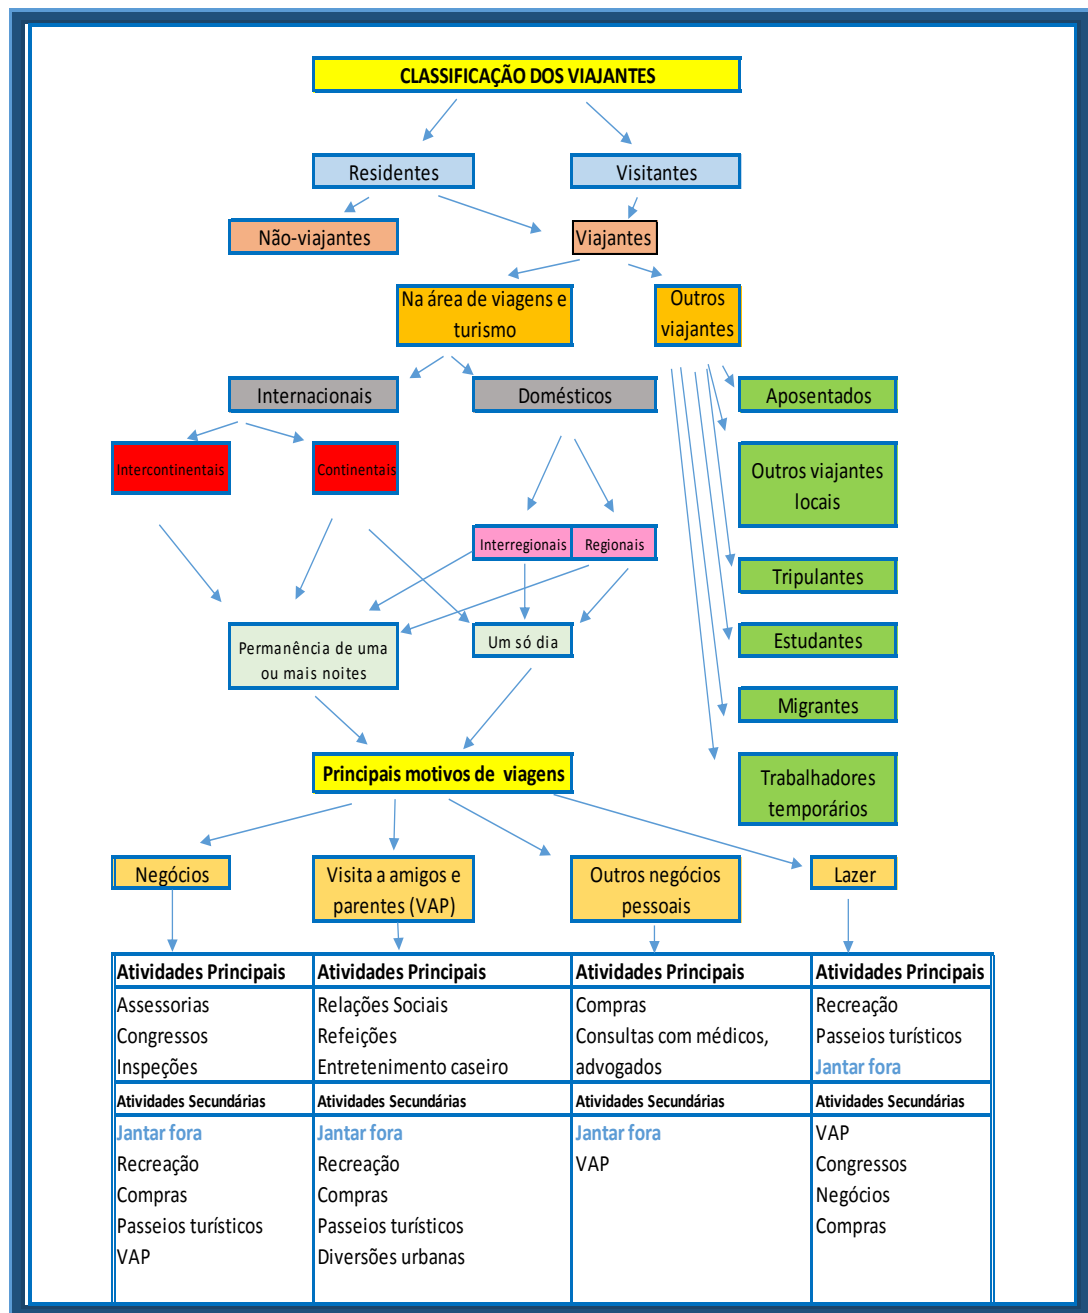 CLASSIFICAÇÃO DOS VIAJANTES
Residentes
Visitantes
Não-viajantes
Viajantes
Na área de viagens e
turismo
Outros
viajantes
Internacionais
Domésticos
Aposentados
Intercontinentais
Continentais
Outros viajantes
locais
Interregionais
Regionais
Tripulantes
Permanência de uma
ou mais noites
Um só dia
Estudantes
Migrantes
Principais motivos de viagens
Trabalhadores
temporários
Negócios
Visita a amigos e
parentes (VAP)
Outros negócios
pessoais
Lazer
Atividades Principais
Assessorias
Congressos
Inspeções
Atividades Secundárias
Jantar fora
Recreação
Compras
Passeios turísticos
VAP
Atividades Principais
Relações Sociais
Refeições
Entretenimento caseiro
Atividades Secundárias
Jantar fora
Recreação
Compras
Passeios turísticos
Diversões urbanas
Atividades Principais
Compras
Consultas com médicos,
advogados
Atividades Secundárias
Jantar fora
VAP
Atividades Principais
Recreação
Passeios turísticos
Jantar fora
Atividades Secundárias
VAP
Congressos
Negócios
Compras